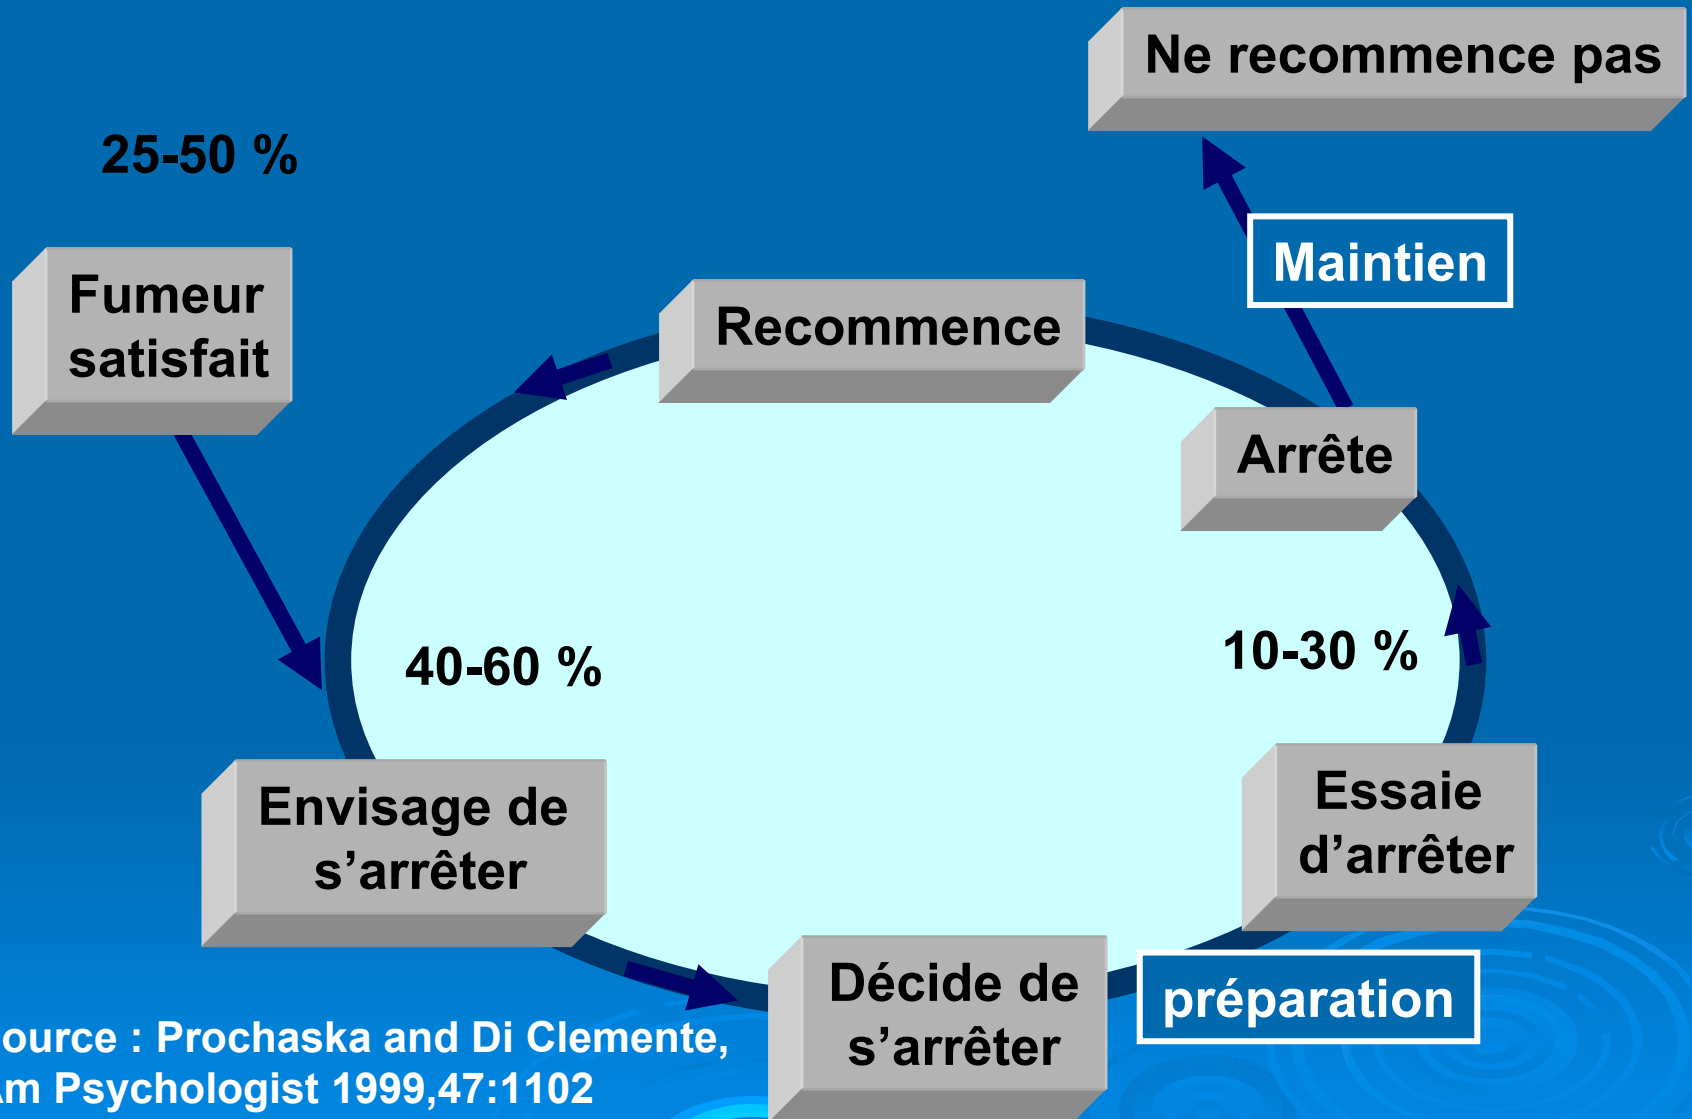 Ne recommence pas
25-50 %
Maintien
Fumeur
satisfait
Recommence
Arrête
40-60 %
10-30 %
Envisage de
s’arrêter
Essaie
d’arrêter
Décide de
s’arrêter
préparation
ource : Prochaska and Di Clemente,
Am Psychologist 1999,47:1102